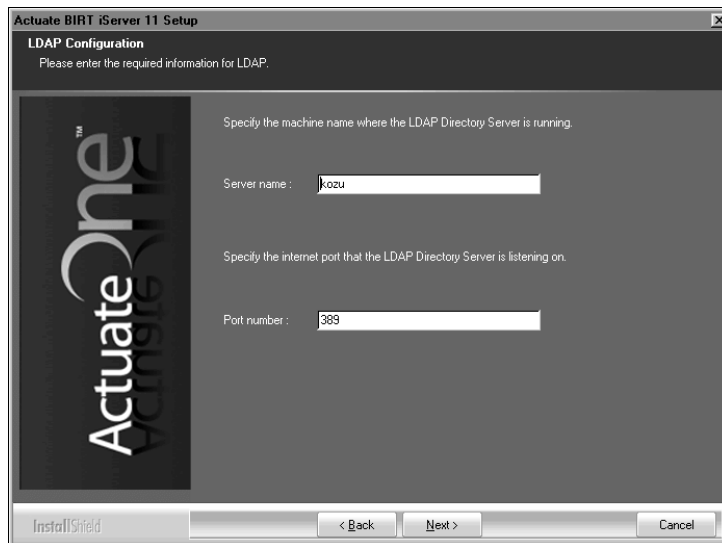 Actuate BIRT iServer 11 Setup
LDAP Configuration
Please enter the required information for LDAP.
Specify the machine name where the LDAP Directory Server is running.
Server name :
kozu
Specify the internet port that the LDAP Directory Server is listening on.
Port number :
389
ActuateOne™
InstallShield
< Back
Next >
Cancel